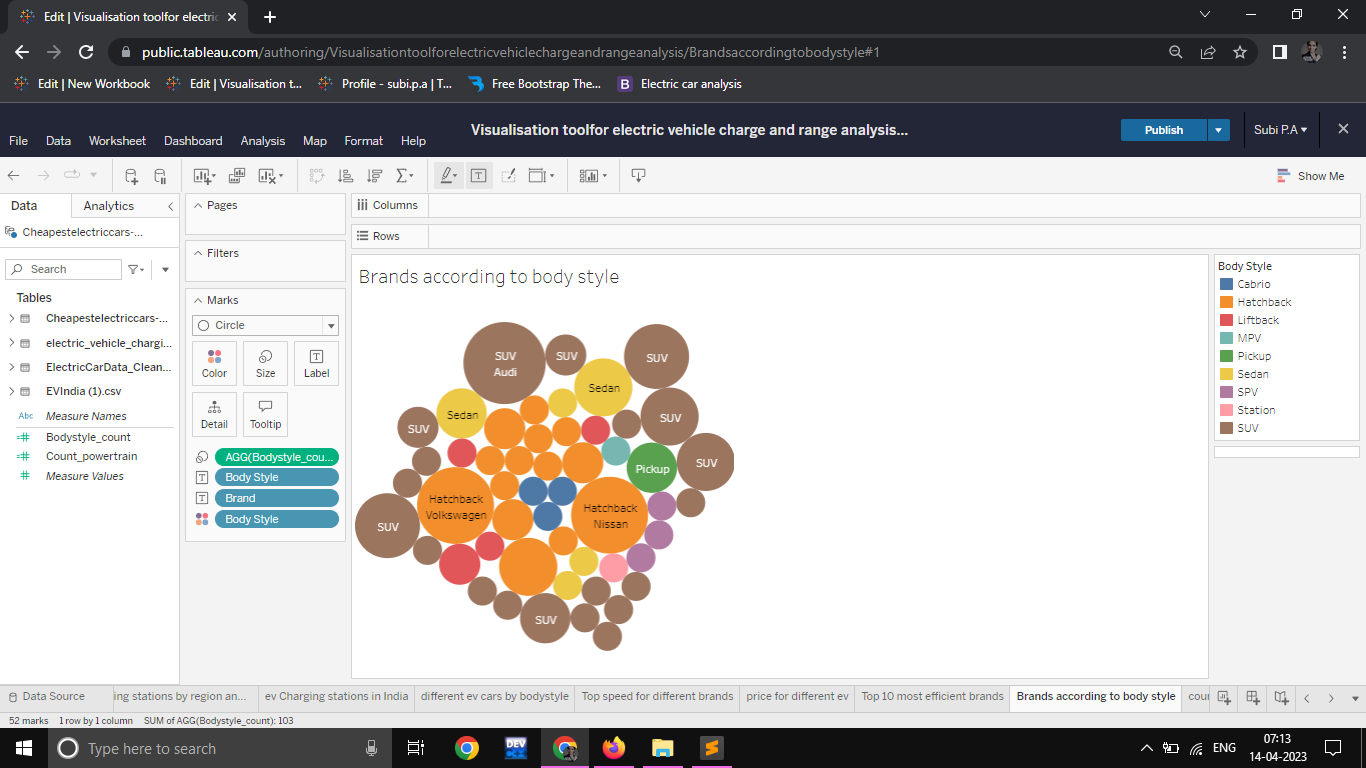 Edit | Visualisation toolfor electric
public.tableau.com/authoring/Visualisationtoolforelectricvehiclechargeandrangeanalysis/Brandsaccordingtobodystyle#1
Edit | New Workbook
Edit | Visualisation t...
Profile - subi.p.a | T...
Free Bootstrap The...
B
Electric car analysis
Visualisation toolfor electric vehicle charge and range analysis...
Publish
Subi P.A
File
Data
Worksheet
Dashboard
Analysis
Map
Format
Help
Show Me
Data
Analytics
Pages
Columns
Cheapestelectriccars-...
Rows
Filters
Search
Tables
Cheapestelectriccars-...
electric_vehicle_chargi...
ElectricCarData_Clean...
EVIndia (1).csv
Abc Measure Names
Bodystyle_count
Count_powertrain
Measure Values
Marks
Circle
Color
Size
Label
Detail
Tooltip
AGG(Bodystyle_cou...
Body Style
Brand
Body Style
Brands according to body style
SUV
Audi
SUV
SUV
Sedan
Sedan
SUV
SUV
SUV
Pickup
Hatchback
Volkswagen
Hatchback
Nissan
SUV
SUV
Body Style
Cabrio
Hatchback
Liftback
MPV
Pickup
Sedan
SPV
Station
SUV
Data Source
ing stations by region an...
ev Charging stations in India
different ev cars by bodystyle
Top speed for different brands
price for different ev
Top 10 most efficient brands
Brands according to body style
cour
52 marks
1 row by 1 column
SUM of AGG(Bodystyle_count): 103
Type here to search
DEV
ENG
07:13
14-04-2023